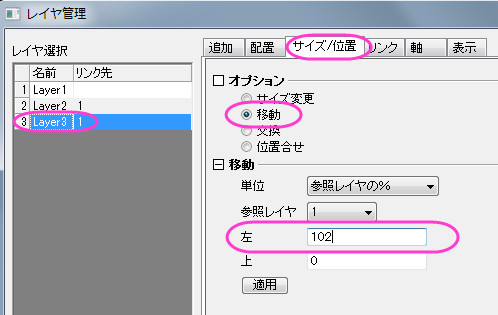 レイヤ管理
レイヤ選択
名前 リンク先
1 Layer1
2 Layer2 1
3 Layer3 1
追加 配置 サイズ/位置 リンク 軸 表示
オプション
サイズ変更
移動
交換
位置合せ
移動
単位 参照レイヤの%
参照レイヤ 1
左 102
上 0
適用